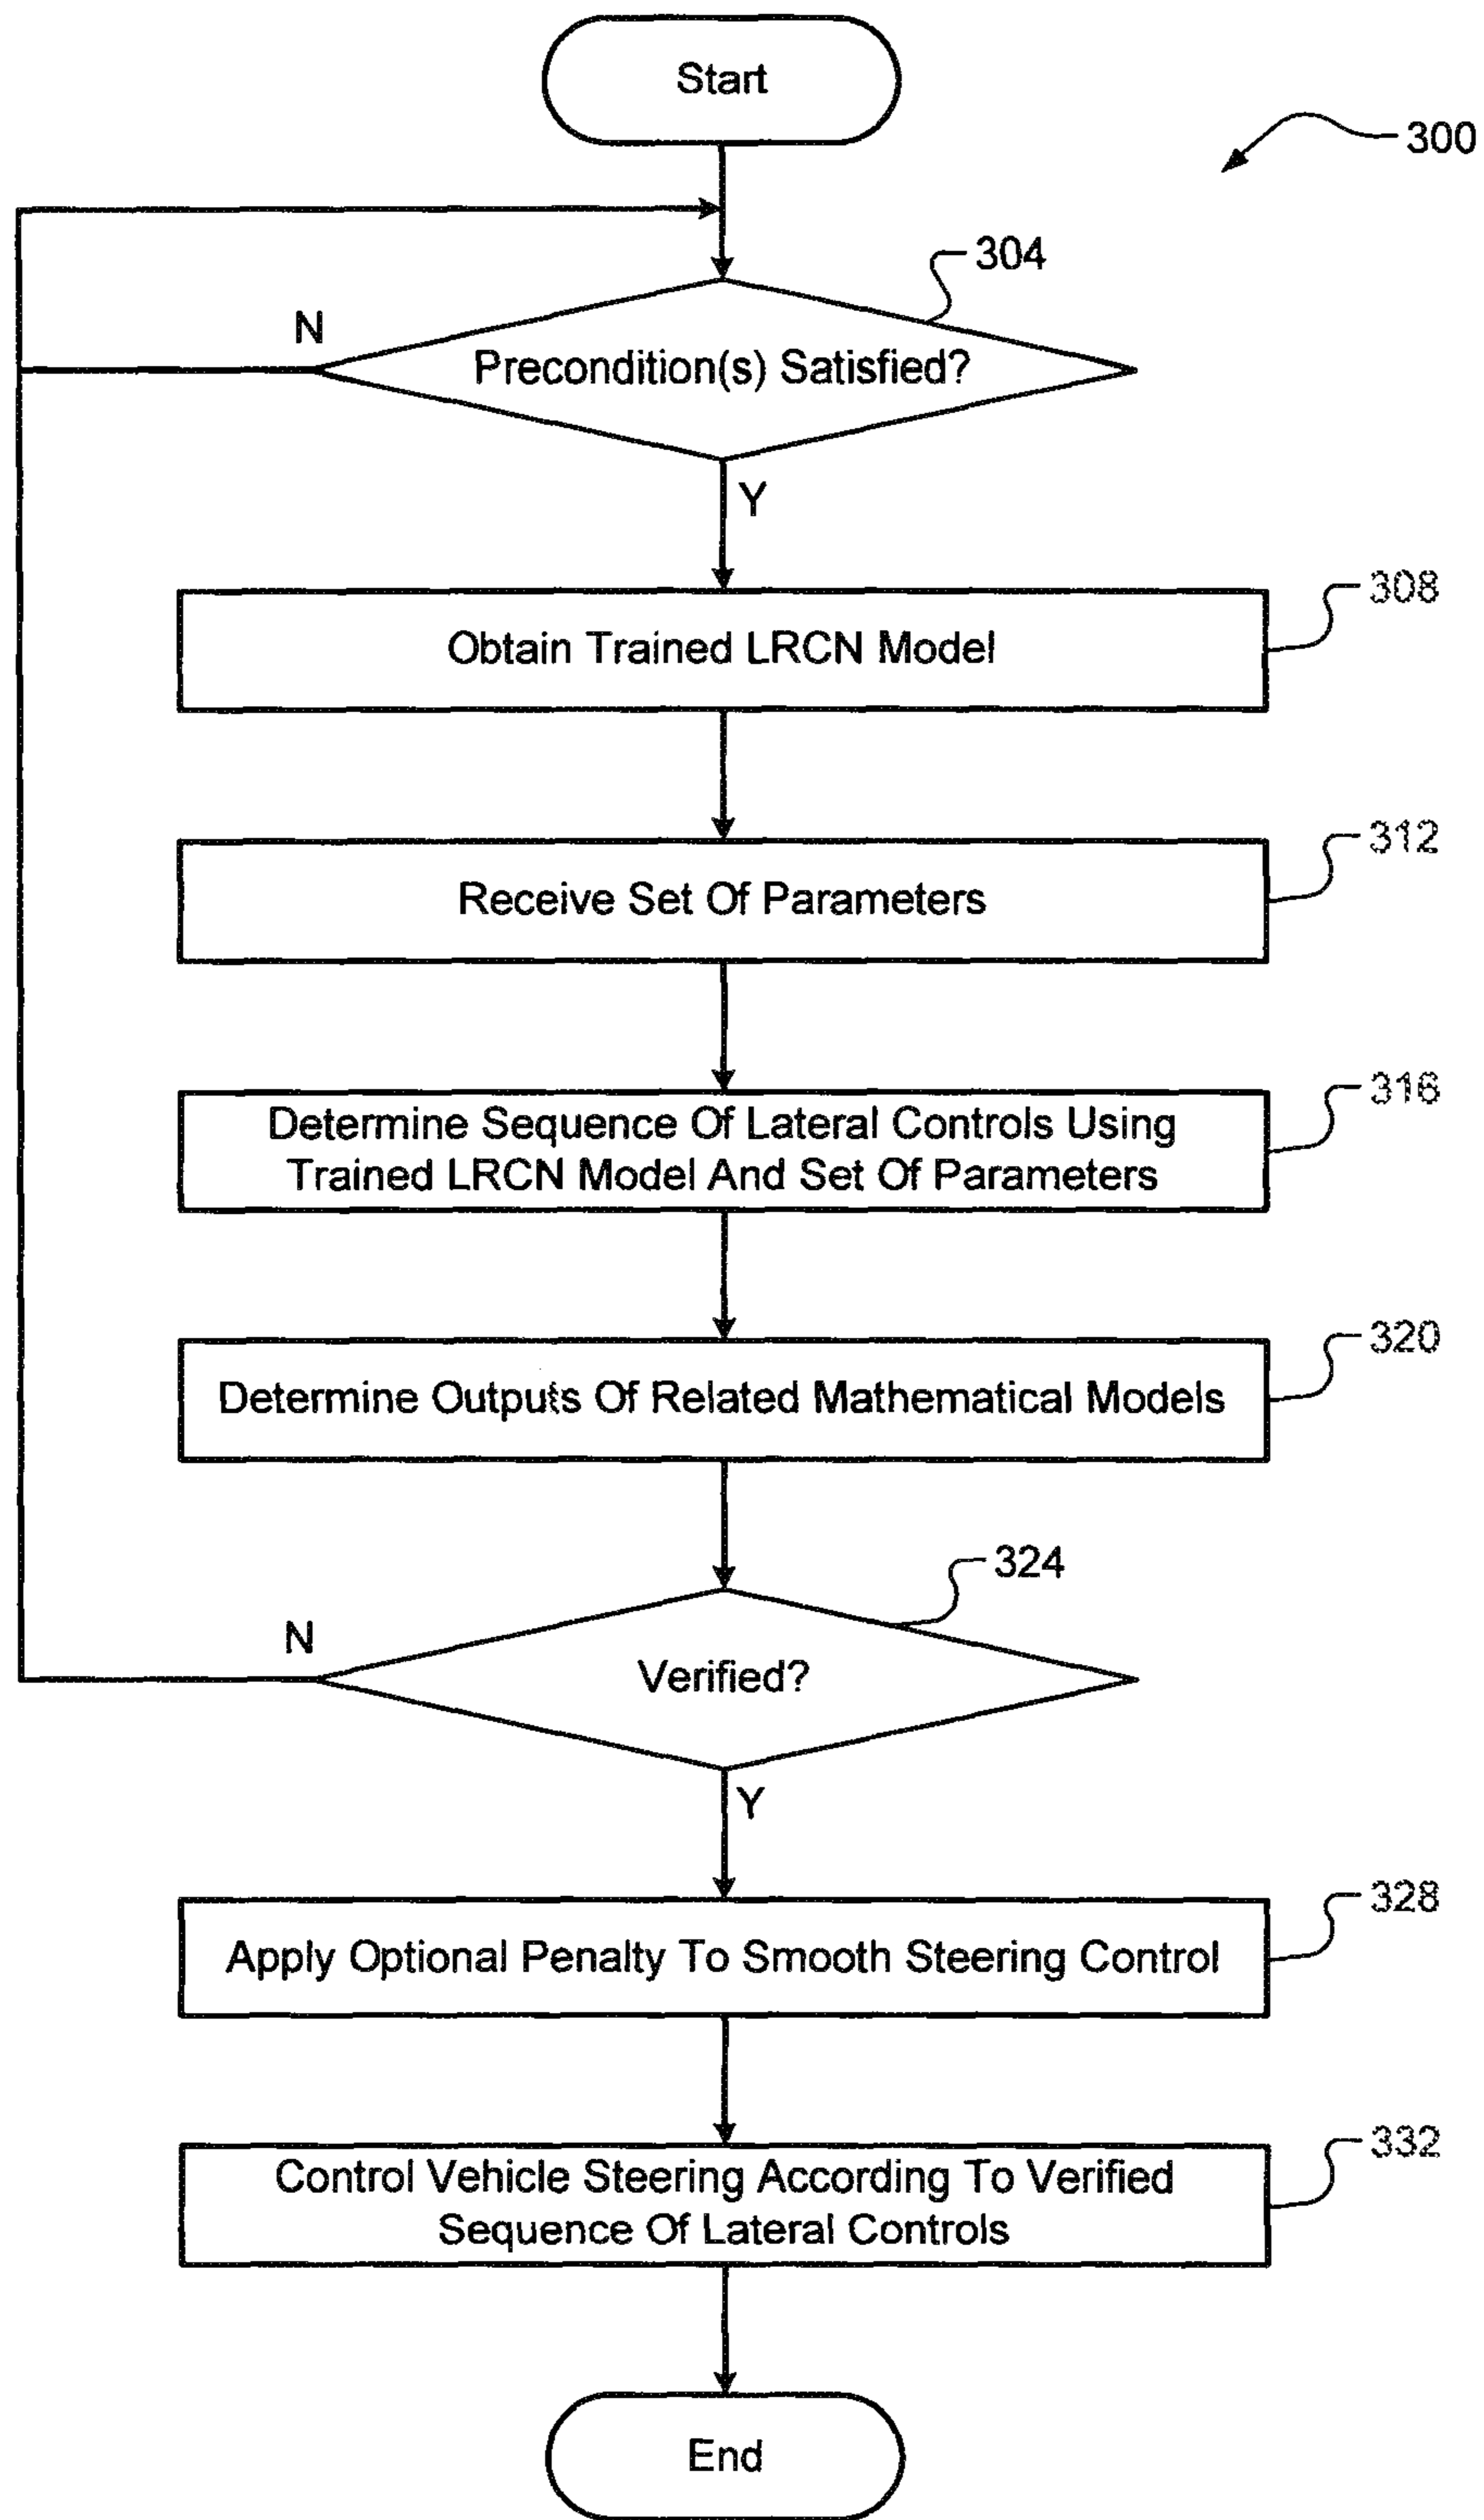 Start
300
304
N
Precondition(s) Satisfied?
Y
308
Obtain Trained LRCN Model
312
Receive Set Of Parameters
316
Determine Sequence Of Lateral Controls Using
Trained LRCN Model And Set Of Parameters
320
Determine Outputs Of Related Mathematical Models
324
N
Verified?
Y
328
Apply Optional Penalty To Smooth Steering Control
332
Control Vehicle Steering According To Verified
Sequence Of Lateral Controls
End